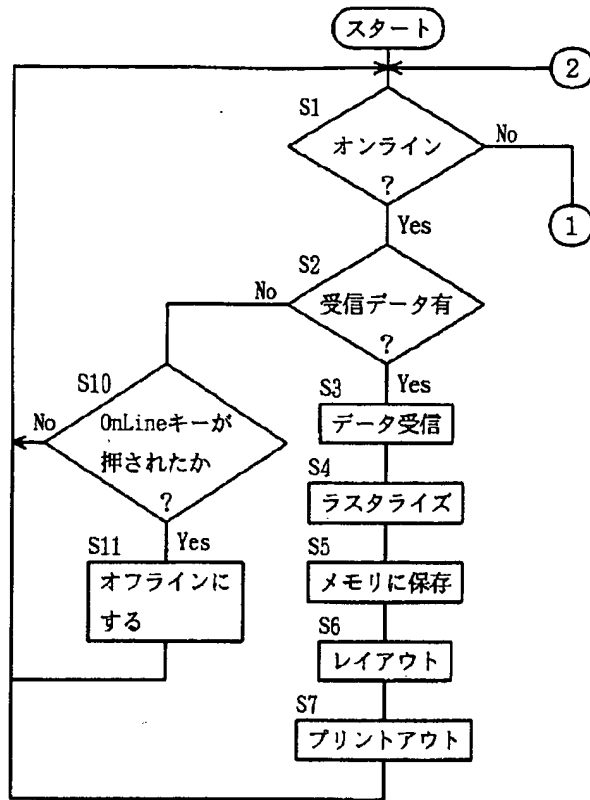 スタート
2
S1
オンライン
?
No
1
Yes
S2
受信データ有
?
No
Yes
S10
OnLineキーが
押されたか
?
No
Yes
S11
オフラインに
する
S3
データ受信
S4
ラスタライズ
S5
メモリに保存
S6
レイアウト
S7
プリントアウト